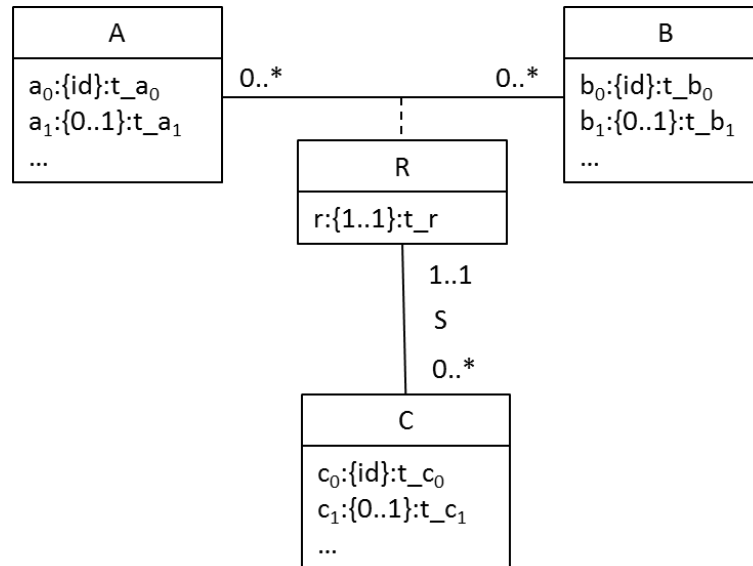 A
B
0..*
0..*
a₀:{id}:t_a₀
a₁:{0..1}:t_a₁
...
b₀:{id}:t_b₀
b₁:{0..1}:t_b₁
...
R
r:{1..1}:t_r
1..1
S
0..*
C
c₀:{id}:t_c₀
c₁:{0..1}:t_c₁
...